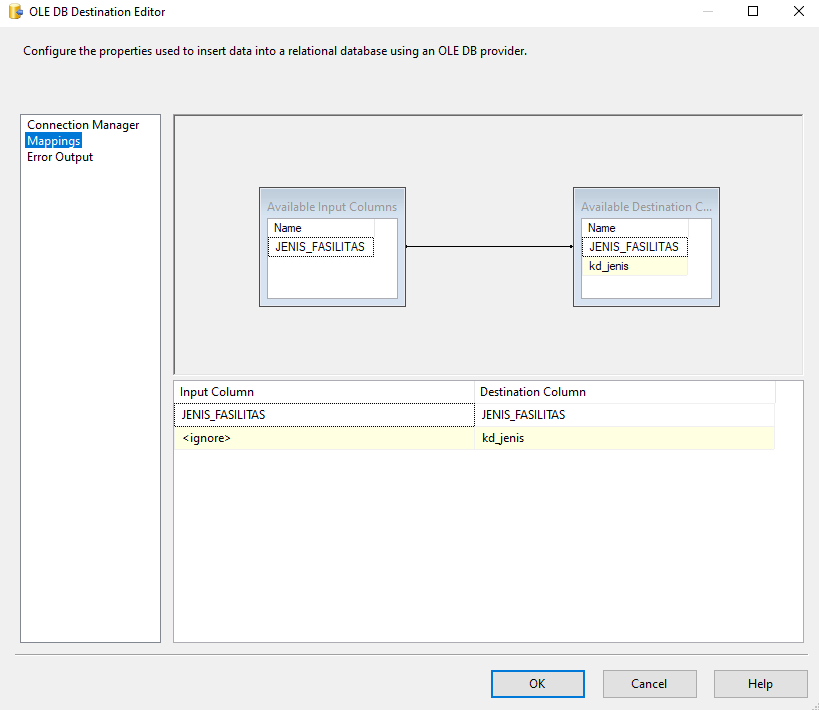 OLE DB Destination Editor
Configure the properties used to insert data into a relational database using an OLE DB provider.
Connection Manager
Mappings
Error Output
Available Input Columns
Name
JENIS_FASILITAS
Available Destination C...
Name
JENIS_FASILITAS
kd_jenis
Input Column Destination Column
JENIS_FASILITAS JENIS_FASILITAS
<ignore> kd_jenis
OK Cancel Help